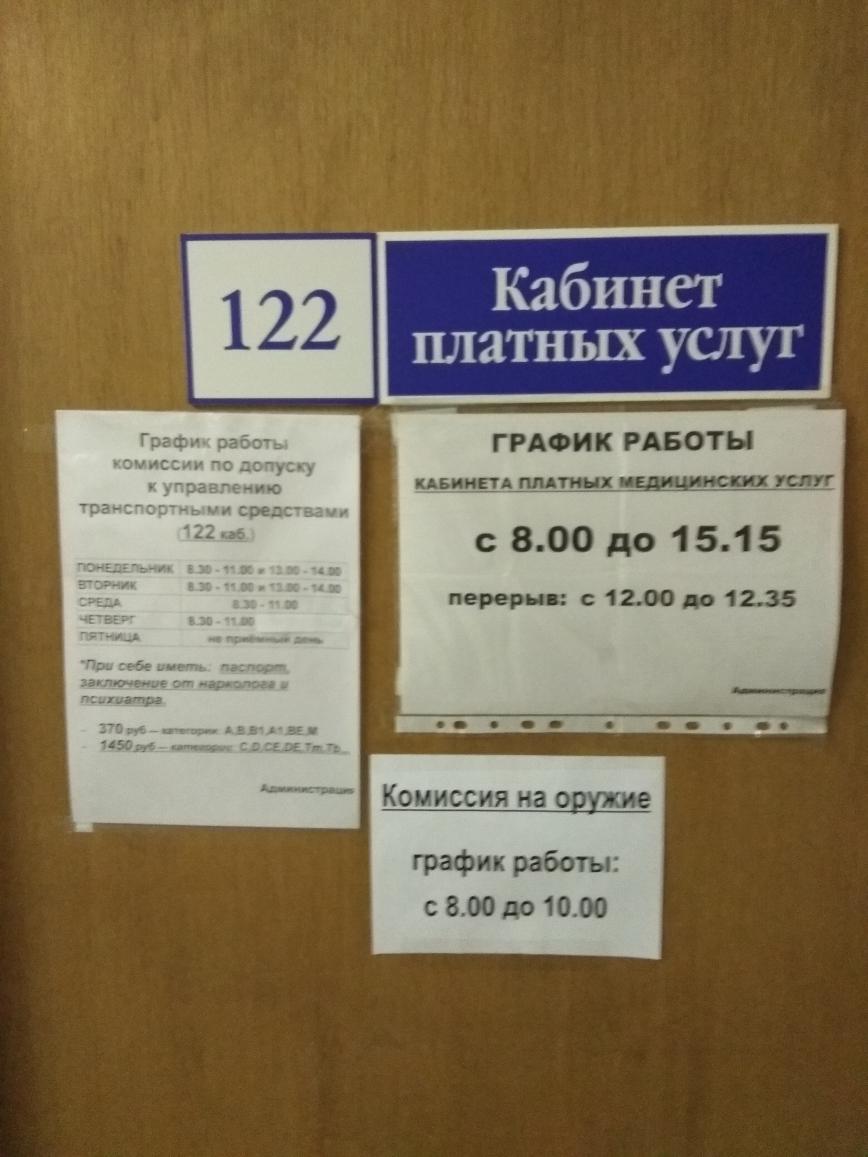 122
Кабинет
платных услуг
График работы
комиссии по допуску
к управлению
транспортными средствами
(122 каб.)
ПОНЕДЕЛЬНИК 8.30 - 11.00 и 13.00 - 14.00
ВТОРНИК 8.30 - 11.00 и 13.00 - 14.00
СРЕДА 8.30 - 11.00
ЧЕТВЕРГ 8.30 - 11.00
ПЯТНИЦА не приёмный день
*При себе иметь: паспорт,
заключение от нарколога и
психиатра.
- 370 руб – категории: А,В,В1,А1,ВЕ,М
- 1450 руб – категории: С,D,СЕ,DE,Tm,Tb
Администрация
ГРАФИК РАБОТЫ
КАБИНЕТА ПЛАТНЫХ МЕДИЦИНСКИХ УСЛУГ
с 8.00 до 15.15
перерыв: с 12.00 до 12.35
Администрация
Комиссия на оружие
график работы:
с 8.00 до 10.00